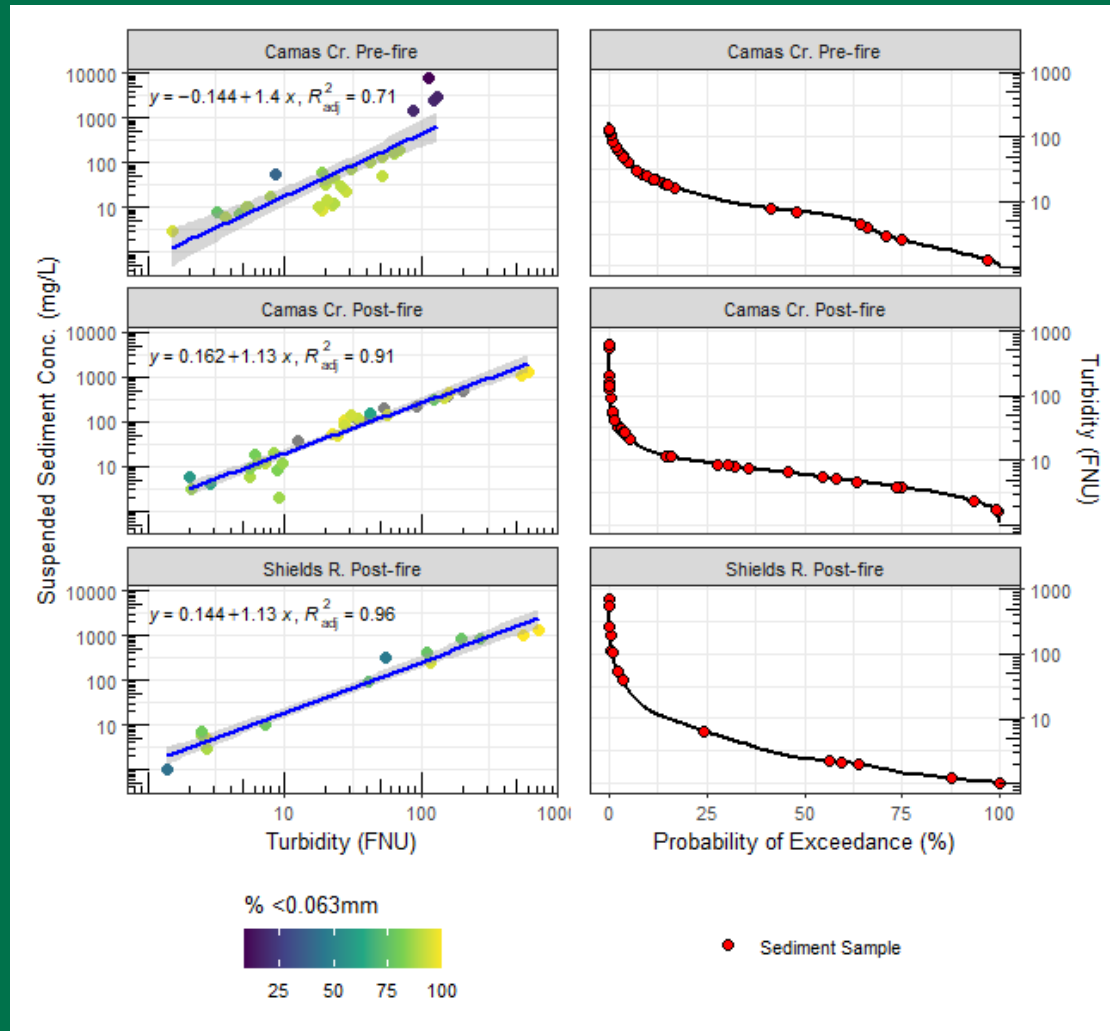 Camas Cr. Pre-fire
y = −0.144+1.4 x, R²adj = 0.71
10000
1000
100
10
Camas Cr. Pre-fire
1000
100
10
Camas Cr. Post-fire
y = 0.162+1.13 x, R²adj = 0.91
10000
1000
100
10
Camas Cr. Post-fire
1000
100
10
Shields R. Post-fire
y = 0.144+1.13 x, R²adj = 0.96
10000
1000
100
10
Shields R. Post-fire
1000
100
10
Suspended Sediment Conc. (mg/L)
Turbidity (FNU)
10 100 1000
Turbidity (FNU)
0 25 50 75 100
Probability of Exceedance (%)
% <0.063mm
25 50 75 100
Sediment Sample